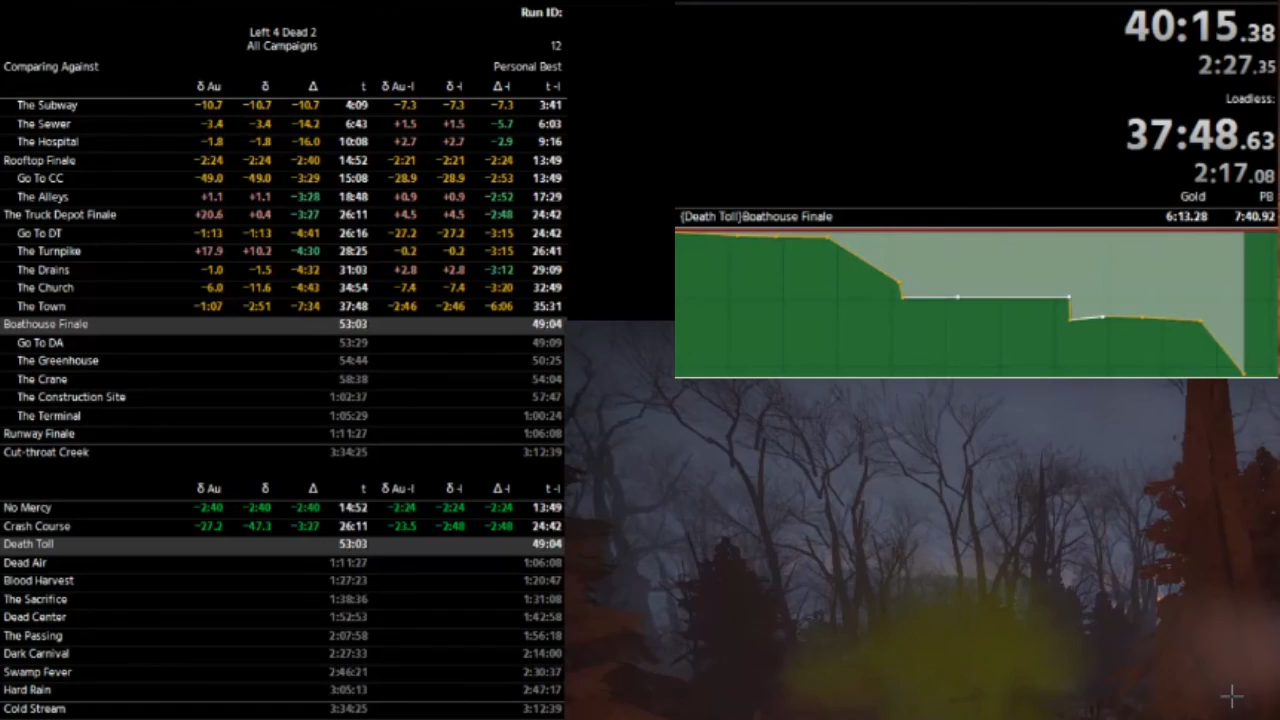 Run ID:
Left 4 Dead 2
All Campaigns
12
Comparing Against Personal Best
δ Au δ Δ t δ Au -l δ -l Δ -l t -l
The Subway −10.7 −10.7 −10.7 4:09 −7.3 −7.3 −7.3 3:41
The Sewer −3.4 −3.4 −14.2 6:43 +1.5 +1.5 −5.7 6:03
The Hospital −1.8 −1.8 −16.0 10:08 +2.7 +2.7 −2.9 9:16
Rooftop Finale −2:24 −2:24 −2:40 14:52 −2:21 −2:21 −2:24 13:49
Go To CC −49.0 −49.0 −3:29 15:08 −28.9 −28.9 −2:53 13:49
The Alleys +1.1 +1.1 −3:28 18:48 +0.9 +0.9 −2:52 17:29
The Truck Depot Finale +20.6 +0.4 −3:27 26:11 +4.5 +4.5 −2:48 24:42
Go To DT −1:13 −1:13 −4:41 26:16 −27.2 −27.2 −3:15 24:42
The Turnpike +17.9 +10.2 −4:30 28:25 −0.2 −0.2 −3:15 26:41
The Drains −1.0 −1.5 −4:32 31:03 +2.8 +2.8 −3:12 29:09
The Church −6.0 −11.6 −4:43 34:54 −7.4 −7.4 −3:20 32:49
The Town −1:07 −2:51 −7:34 37:48 −2:46 −2:46 −6:06 35:31
Boathouse Finale 53:03 49:04
Go To DA 53:29 49:09
The Greenhouse 54:44 50:25
The Crane 58:38 54:04
The Construction Site 1:02:37 57:47
The Terminal 1:05:29 1:00:24
Runway Finale 1:11:27 1:06:08
Cut-throat Creek 3:34:25 3:12:39
δ Au δ Δ t δ Au -l δ -l Δ -l t -l
No Mercy −2:40 −2:40 −2:40 14:52 −2:24 −2:24 −2:24 13:49
Crash Course −27.2 −47.3 −3:27 26:11 −23.5 −2:48 −2:48 24:42
Death Toll 53:03 49:04
Dead Air 1:11:27 1:06:08
Blood Harvest 1:27:23 1:20:47
The Sacrifice 1:38:36 1:31:08
Dead Center 1:52:53 1:42:58
The Passing 2:07:58 1:56:18
Dark Carnival 2:27:33 2:14:00
Swamp Fever 2:46:21 2:30:37
Hard Rain 3:05:13 2:47:17
Cold Stream 3:34:25 3:12:39
40:15.38
2:27.35
Loadless:
37:48.63
2:17.08
Gold PB
{Death Toll}Boathouse Finale 6:13.28 7:40.92